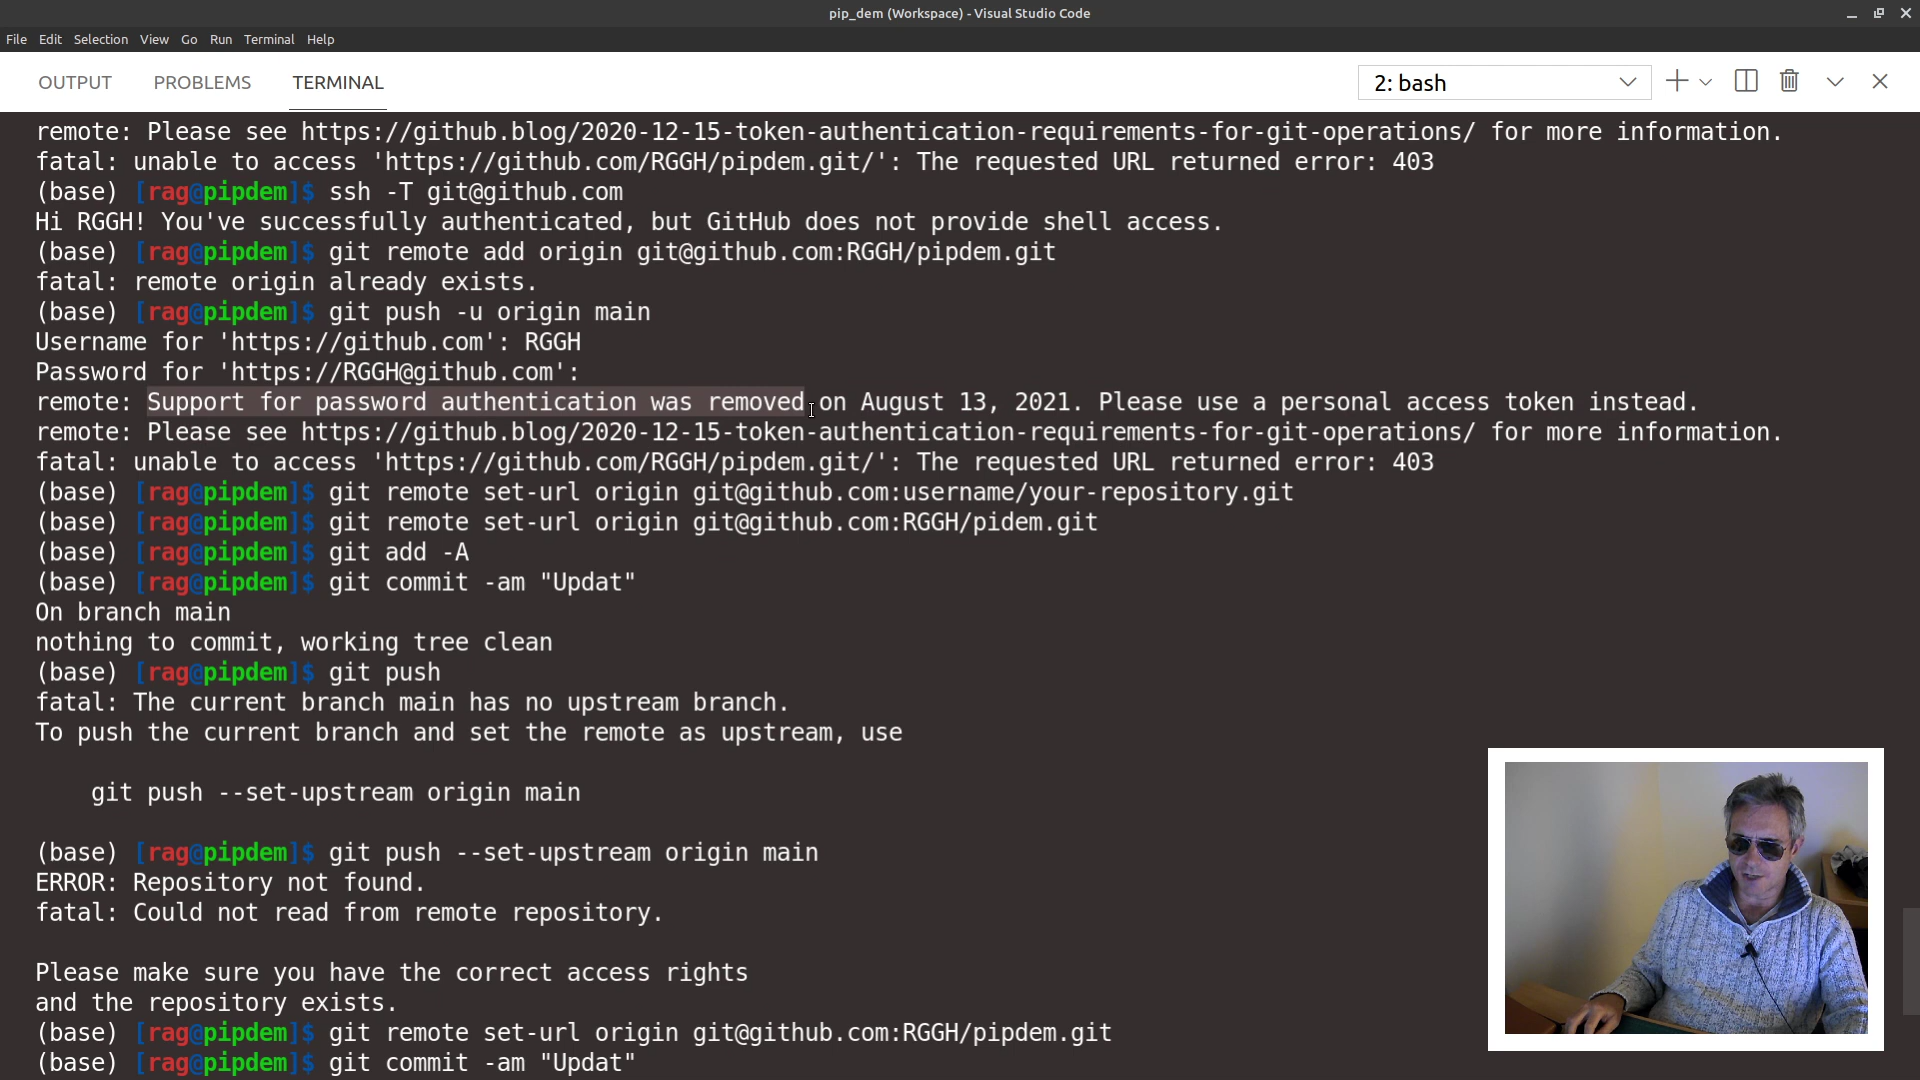 pip_dem (Workspace) - Visual Studio Code
File Edit Selection View Go Run Terminal Help
OUTPUT PROBLEMS TERMINAL 2: bash
remote: Please see https://github.blog/2020-12-15-token-authentication-requirements-for-git-operations/ for more information.
fatal: unable to access 'https://github.com/RGGH/pipdem.git/': The requested URL returned error: 403
(base) [rag@pipdem]$ ssh -T git@github.com
Hi RGGH! You've successfully authenticated, but GitHub does not provide shell access.
(base) [rag@pipdem]$ git remote add origin git@github.com:RGGH/pipdem.git
fatal: remote origin already exists.
(base) [rag@pipdem]$ git push -u origin main
Username for 'https://github.com': RGGH
Password for 'https://RGGH@github.com':
remote: Support for password authentication was removed on August 13, 2021. Please use a personal access token instead.
remote: Please see https://github.blog/2020-12-15-token-authentication-requirements-for-git-operations/ for more information.
fatal: unable to access 'https://github.com/RGGH/pipdem.git/': The requested URL returned error: 403
(base) [rag@pipdem]$ git remote set-url origin git@github.com:username/your-repository.git
(base) [rag@pipdem]$ git remote set-url origin git@github.com:RGGH/pidem.git
(base) [rag@pipdem]$ git add -A
(base) [rag@pipdem]$ git commit -am "Updat"
On branch main
nothing to commit, working tree clean
(base) [rag@pipdem]$ git push
fatal: The current branch main has no upstream branch.
To push the current branch and set the remote as upstream, use
git push --set-upstream origin main
(base) [rag@pipdem]$ git push --set-upstream origin main
ERROR: Repository not found.
fatal: Could not read from remote repository.
Please make sure you have the correct access rights
and the repository exists.
(base) [rag@pipdem]$ git remote set-url origin git@github.com:RGGH/pipdem.git
(base) [rag@pipdem]$ git commit -am "Updat"